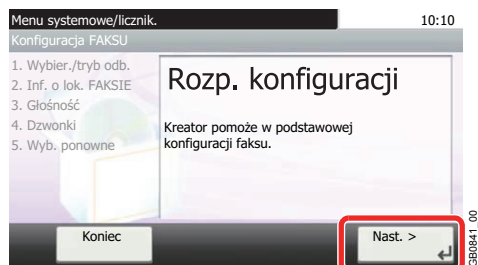 Menu systemowe/licznik.
10:10
Konfiguracja FAKSU
1. Wybier./tryb odb.
2. Inf. o lok. FAKSIE
3. Głośność
4. Dzwonki
5. Wyb. ponowne
Rozp. konfiguracji
Kreator pomoże w podstawowej
konfiguracji faksu.
Koniec
Nast. >
GB0841_00